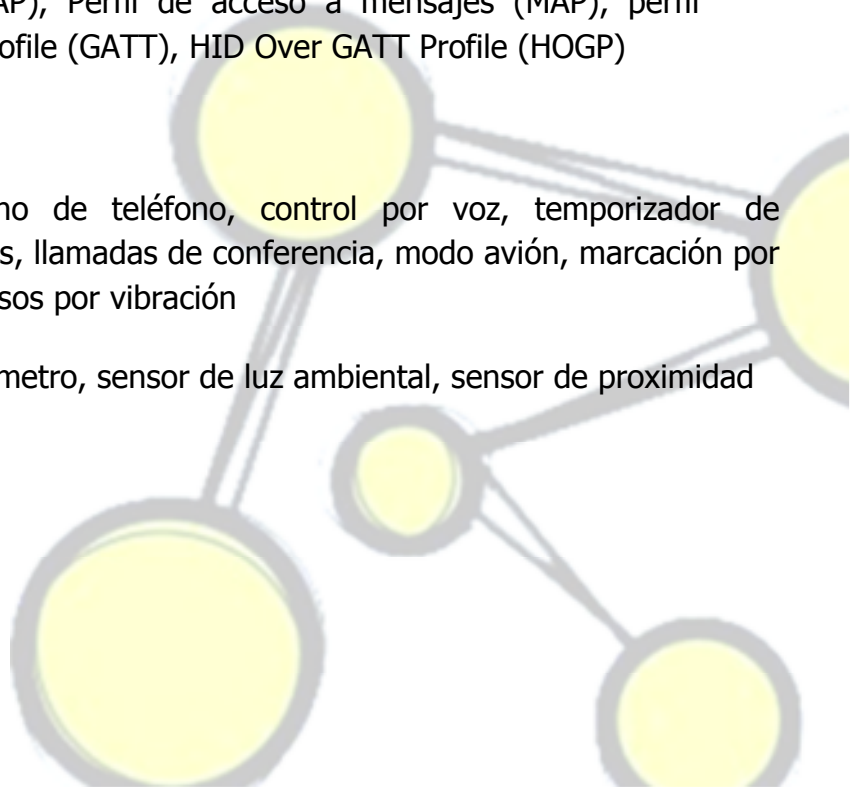 AP), Perfil de acceso a mensajes (MAP), perfil
ofile (GATT), HID Over GATT Profile (HOGP)
no de teléfono, control por voz, temporizador de
s, llamadas de conferencia, modo avión, marcación por
sos por vibración
metro, sensor de luz ambiental, sensor de proximidad